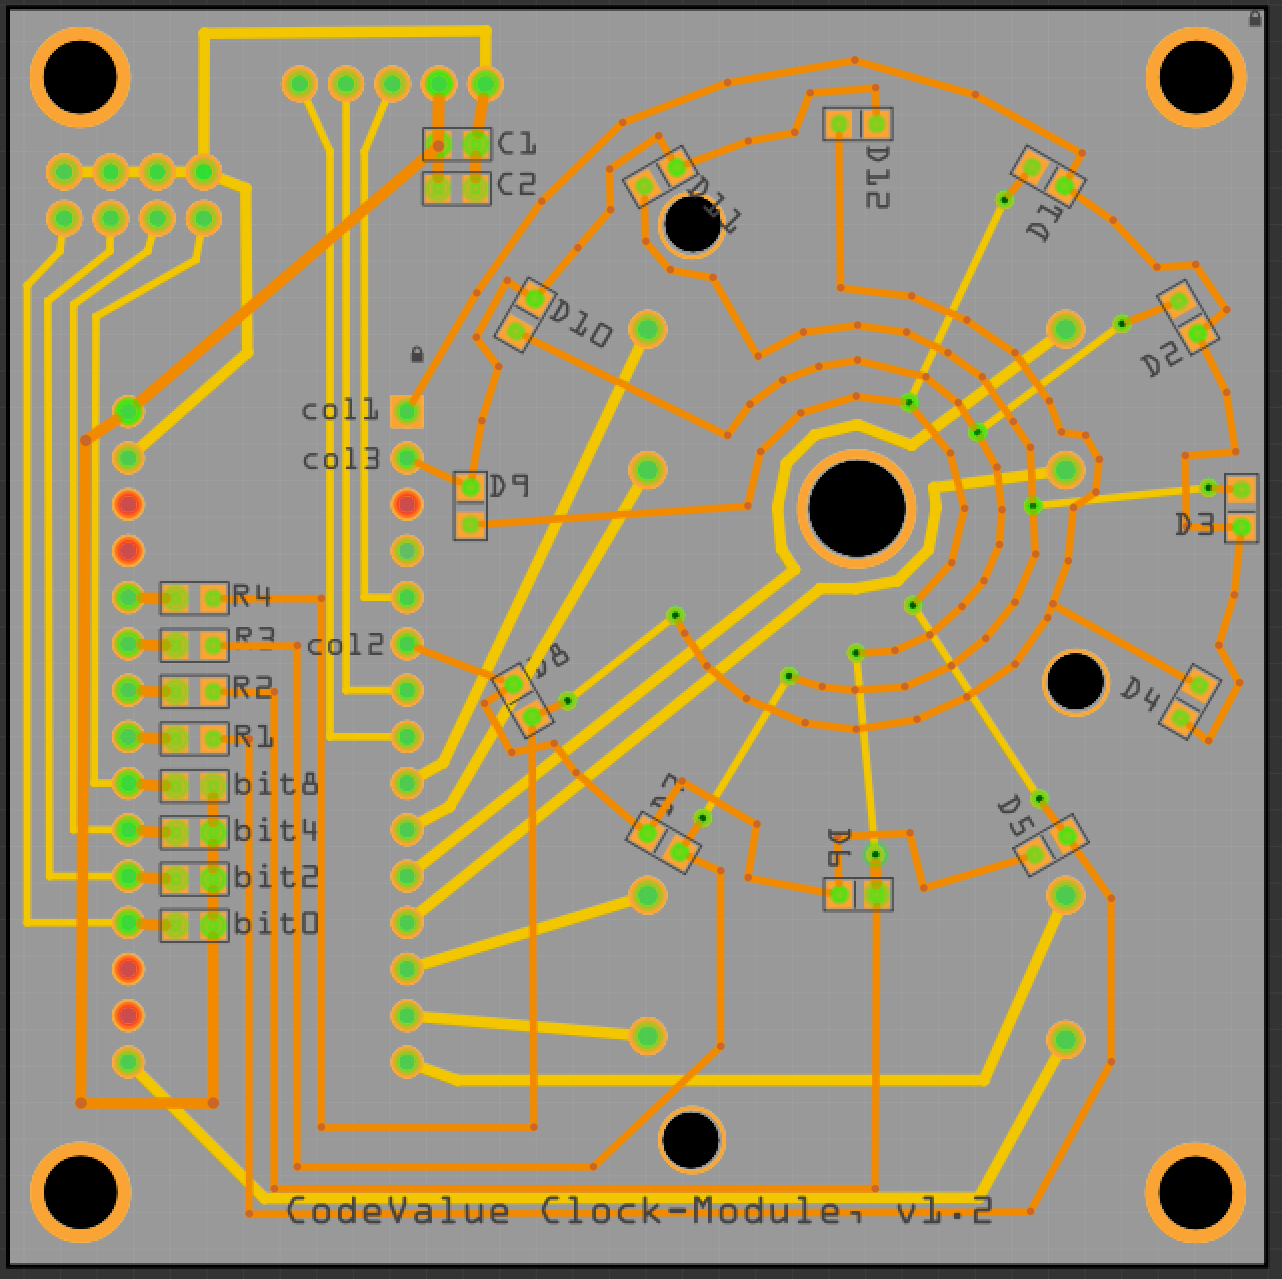 C1
C2
D12
D11
D1
D10
D2
col1
col3
D9
D3
R4
R3
col2
D8
R2
D4
R1
bit8
D5
bit4
D6
bit2
bit0
CodeValue Clock-Module, v1.2